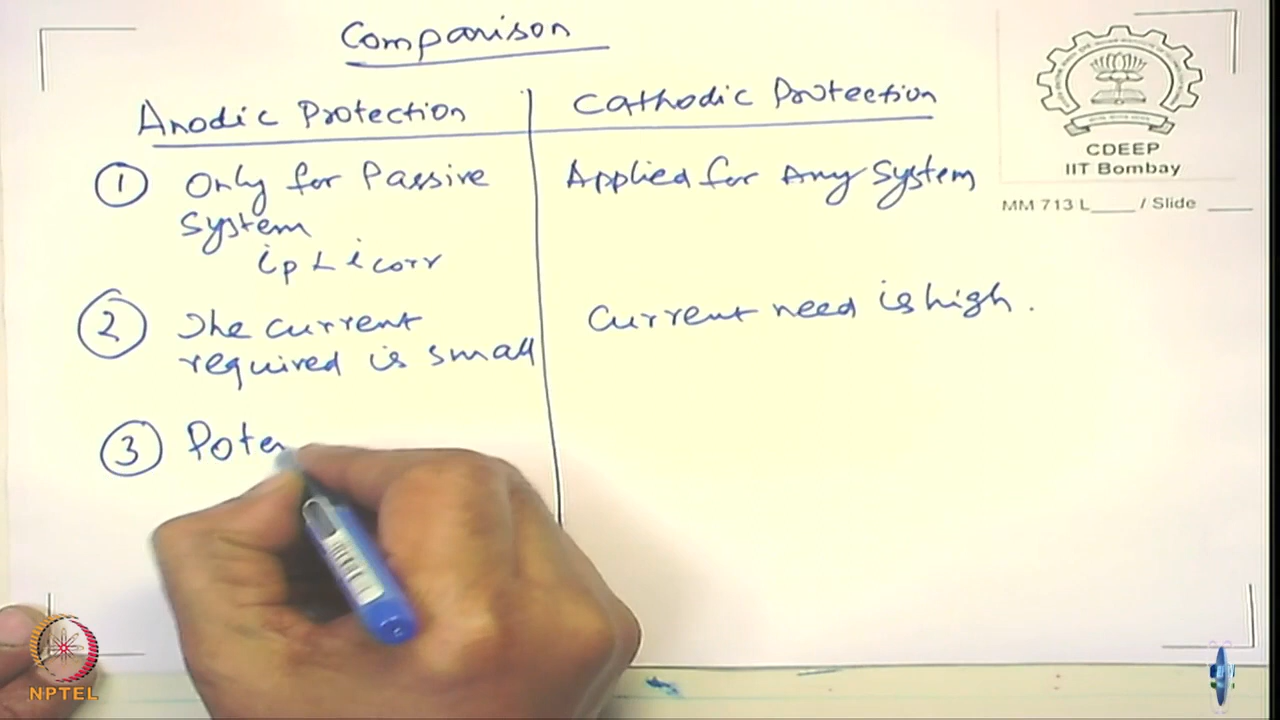 Comparison
Anodic Protection
Cathodic Protection
① Only for Passive
System
ip < icorr
Applied for Any System
② The current
required is small
Current need is high.
③ Poten
CDEEP
IIT Bombay
MM 713 L____ / Slide ____
NPTEL